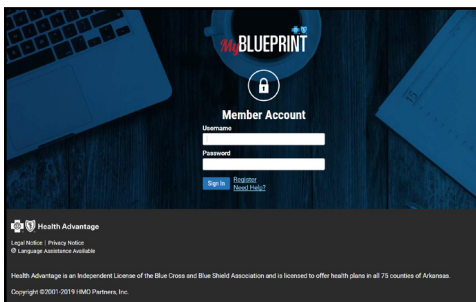 MyBLUEPRINT
Member Account
Username
Password
Sign In
Register
Need Help?
Health Advantage
Legal Notice | Privacy Notice
Language Assistance Available
Health Advantage is an Independent License of the Blue Cross and Blue Shield Association and is licensed to offer health plans in all 75 counties of Arkansas.
Copyright ©2001-2019 HMO Partners, Inc.